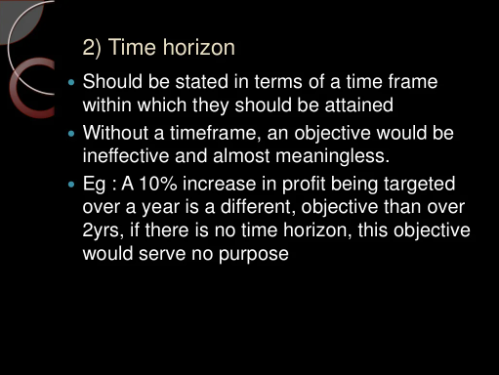 2) Time horizon
• Should be stated in terms of a time frame
within which they should be attained
• Without a timeframe, an objective would be
ineffective and almost meaningless.
• Eg : A 10% increase in profit being targeted
over a year is a different, objective than over
2yrs, if there is no time horizon, this objective
would serve no purpose